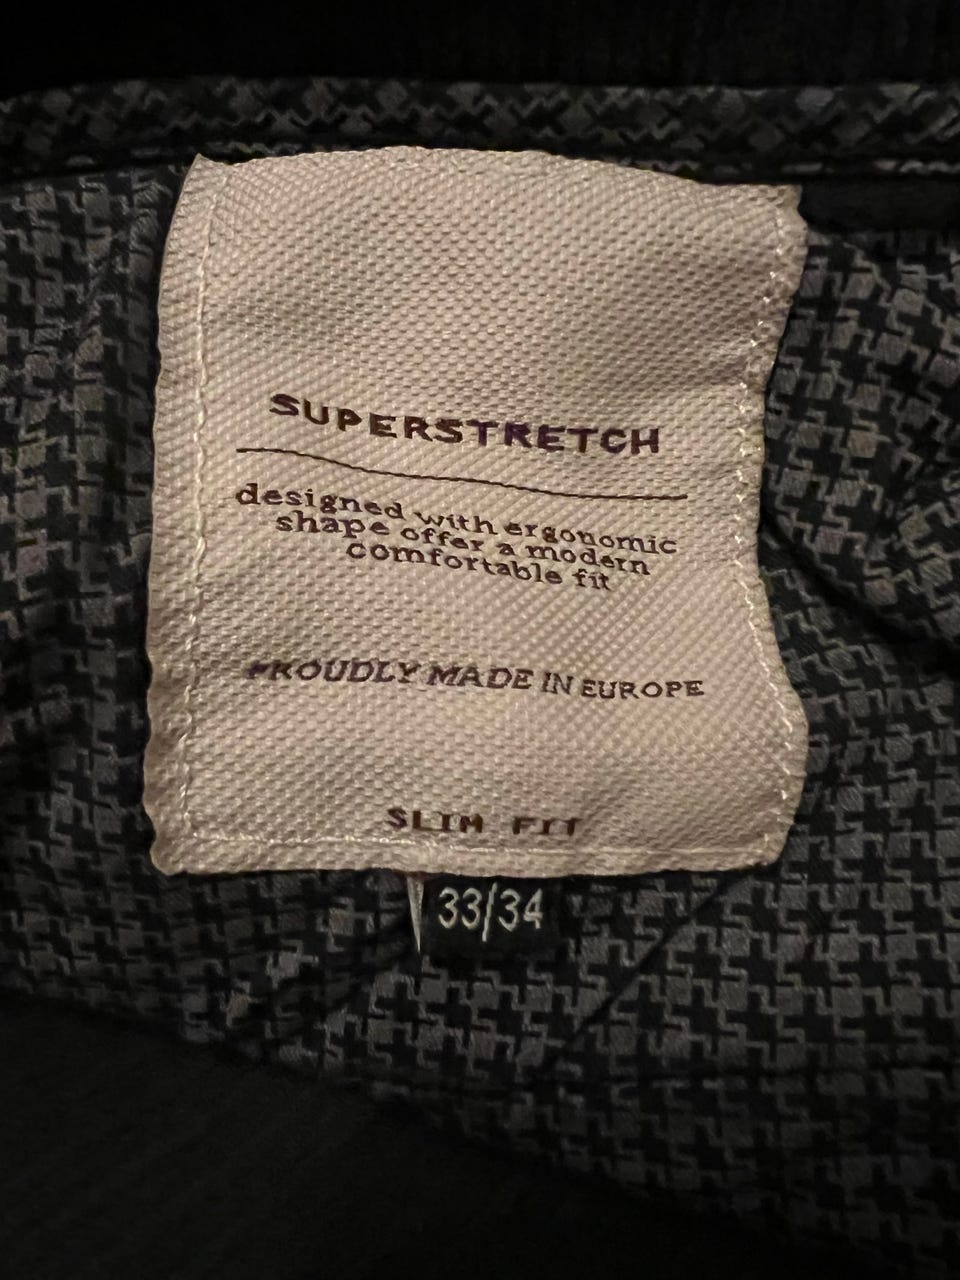 SUPERSTRETCH
designed with ergonomic
shape offer a modern
comfortable fit
PROUDLY MADE IN EUROPE
SLIM FIT
33/34